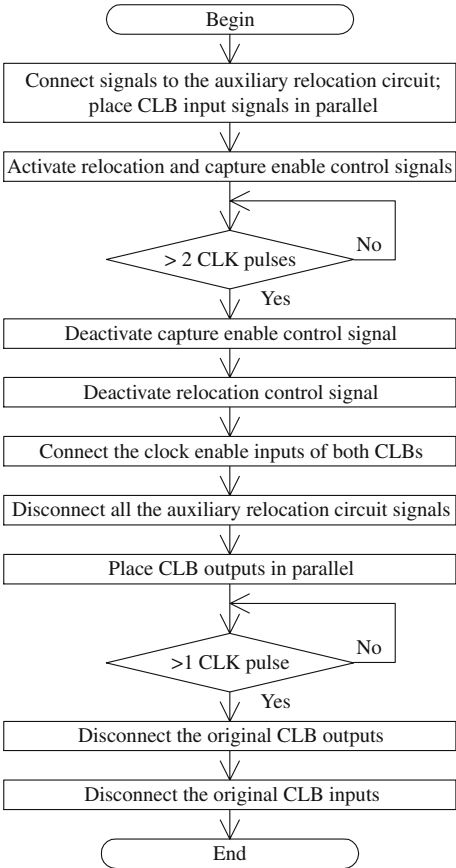 Begin
Connect signals to the auxiliary relocation circuit;
place CLB input signals in parallel
Activate relocation and capture enable control signals
No
> 2 CLK pulses
Yes
Deactivate capture enable control signal
Deactivate relocation control signal
Connect the clock enable inputs of both CLBs
Disconnect all the auxiliary relocation circuit signals
Place CLB outputs in parallel
No
>1 CLK pulse
Yes
Disconnect the original CLB outputs
Disconnect the original CLB inputs
End